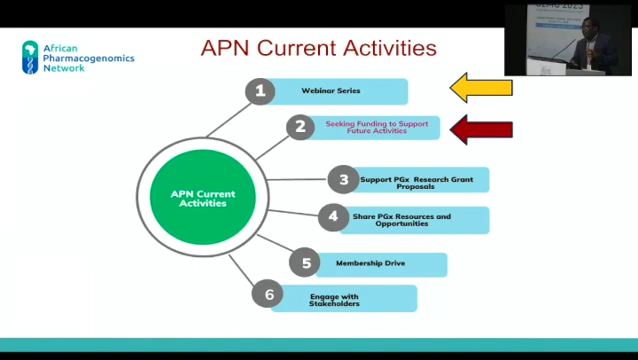 African
Pharmacogenomics
Network
APN Current Activities
1
Webinar Series
2
Seeking Funding to Support
Future Activities
3
Support PGx Research Grant
Proposals
4
Share PGx Resources and
Opportunities
5
Membership Drive
6
Engage with
Stakeholders
APN Current
Activities